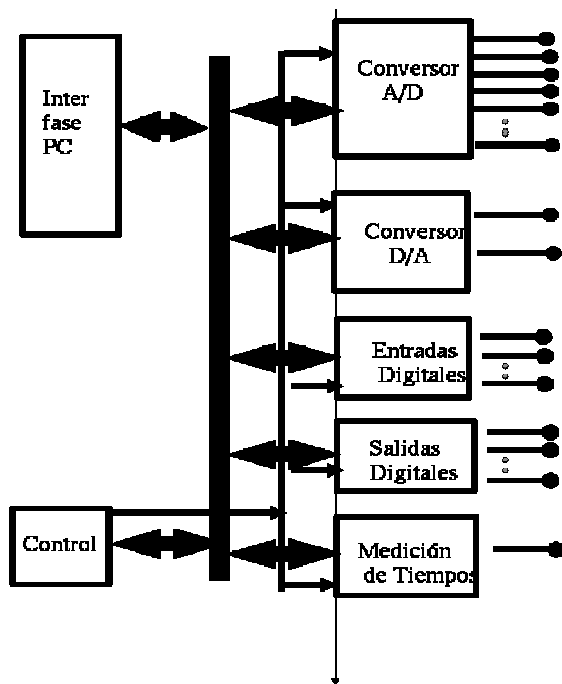 Inter
fase
PC
Conversor
A/D
Conversor
D/A
Entradas
Digitales
Salidas
Digitales
Control
Medición
de Tiempos